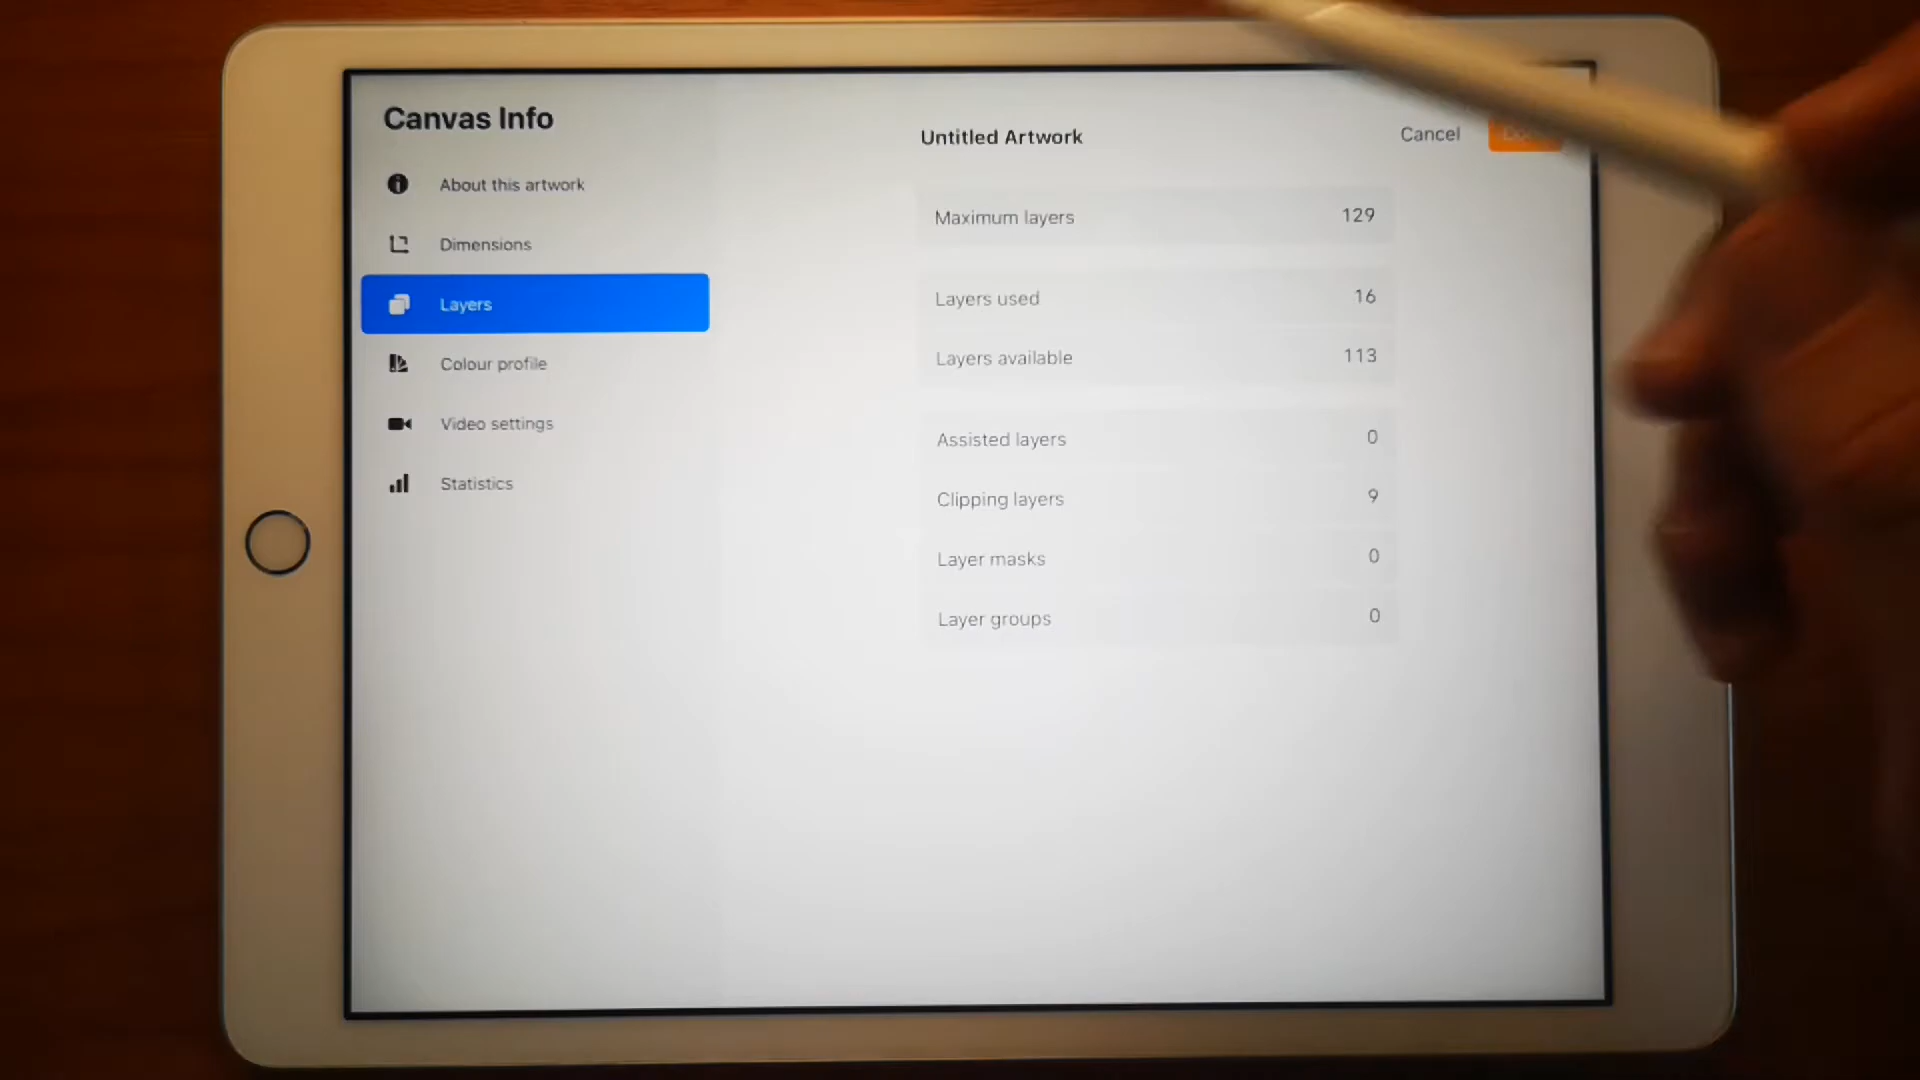 Canvas Info
About this artwork
Dimensions
Layers
Colour profile
Video settings
Statistics
Untitled Artwork
Cancel
Maximum layers 129
Layers used 16
Layers available 113
Assisted layers 0
Clipping layers 9
Layer masks 0
Layer groups 0